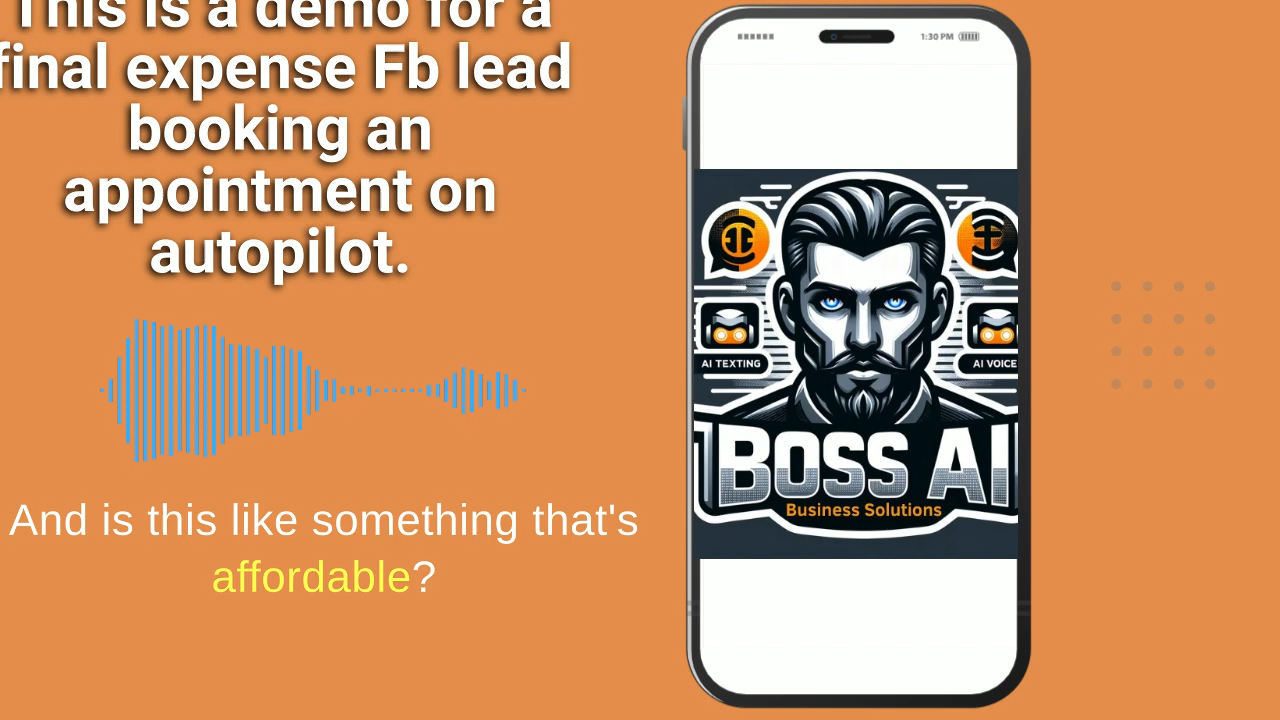 This is a demo for a
final expense Fb lead
booking an
appointment on
autopilot.
And is this like something that's
affordable?
1:30 PM
AI TEXTING
AI VOICE
BOSS AI
Business Solutions